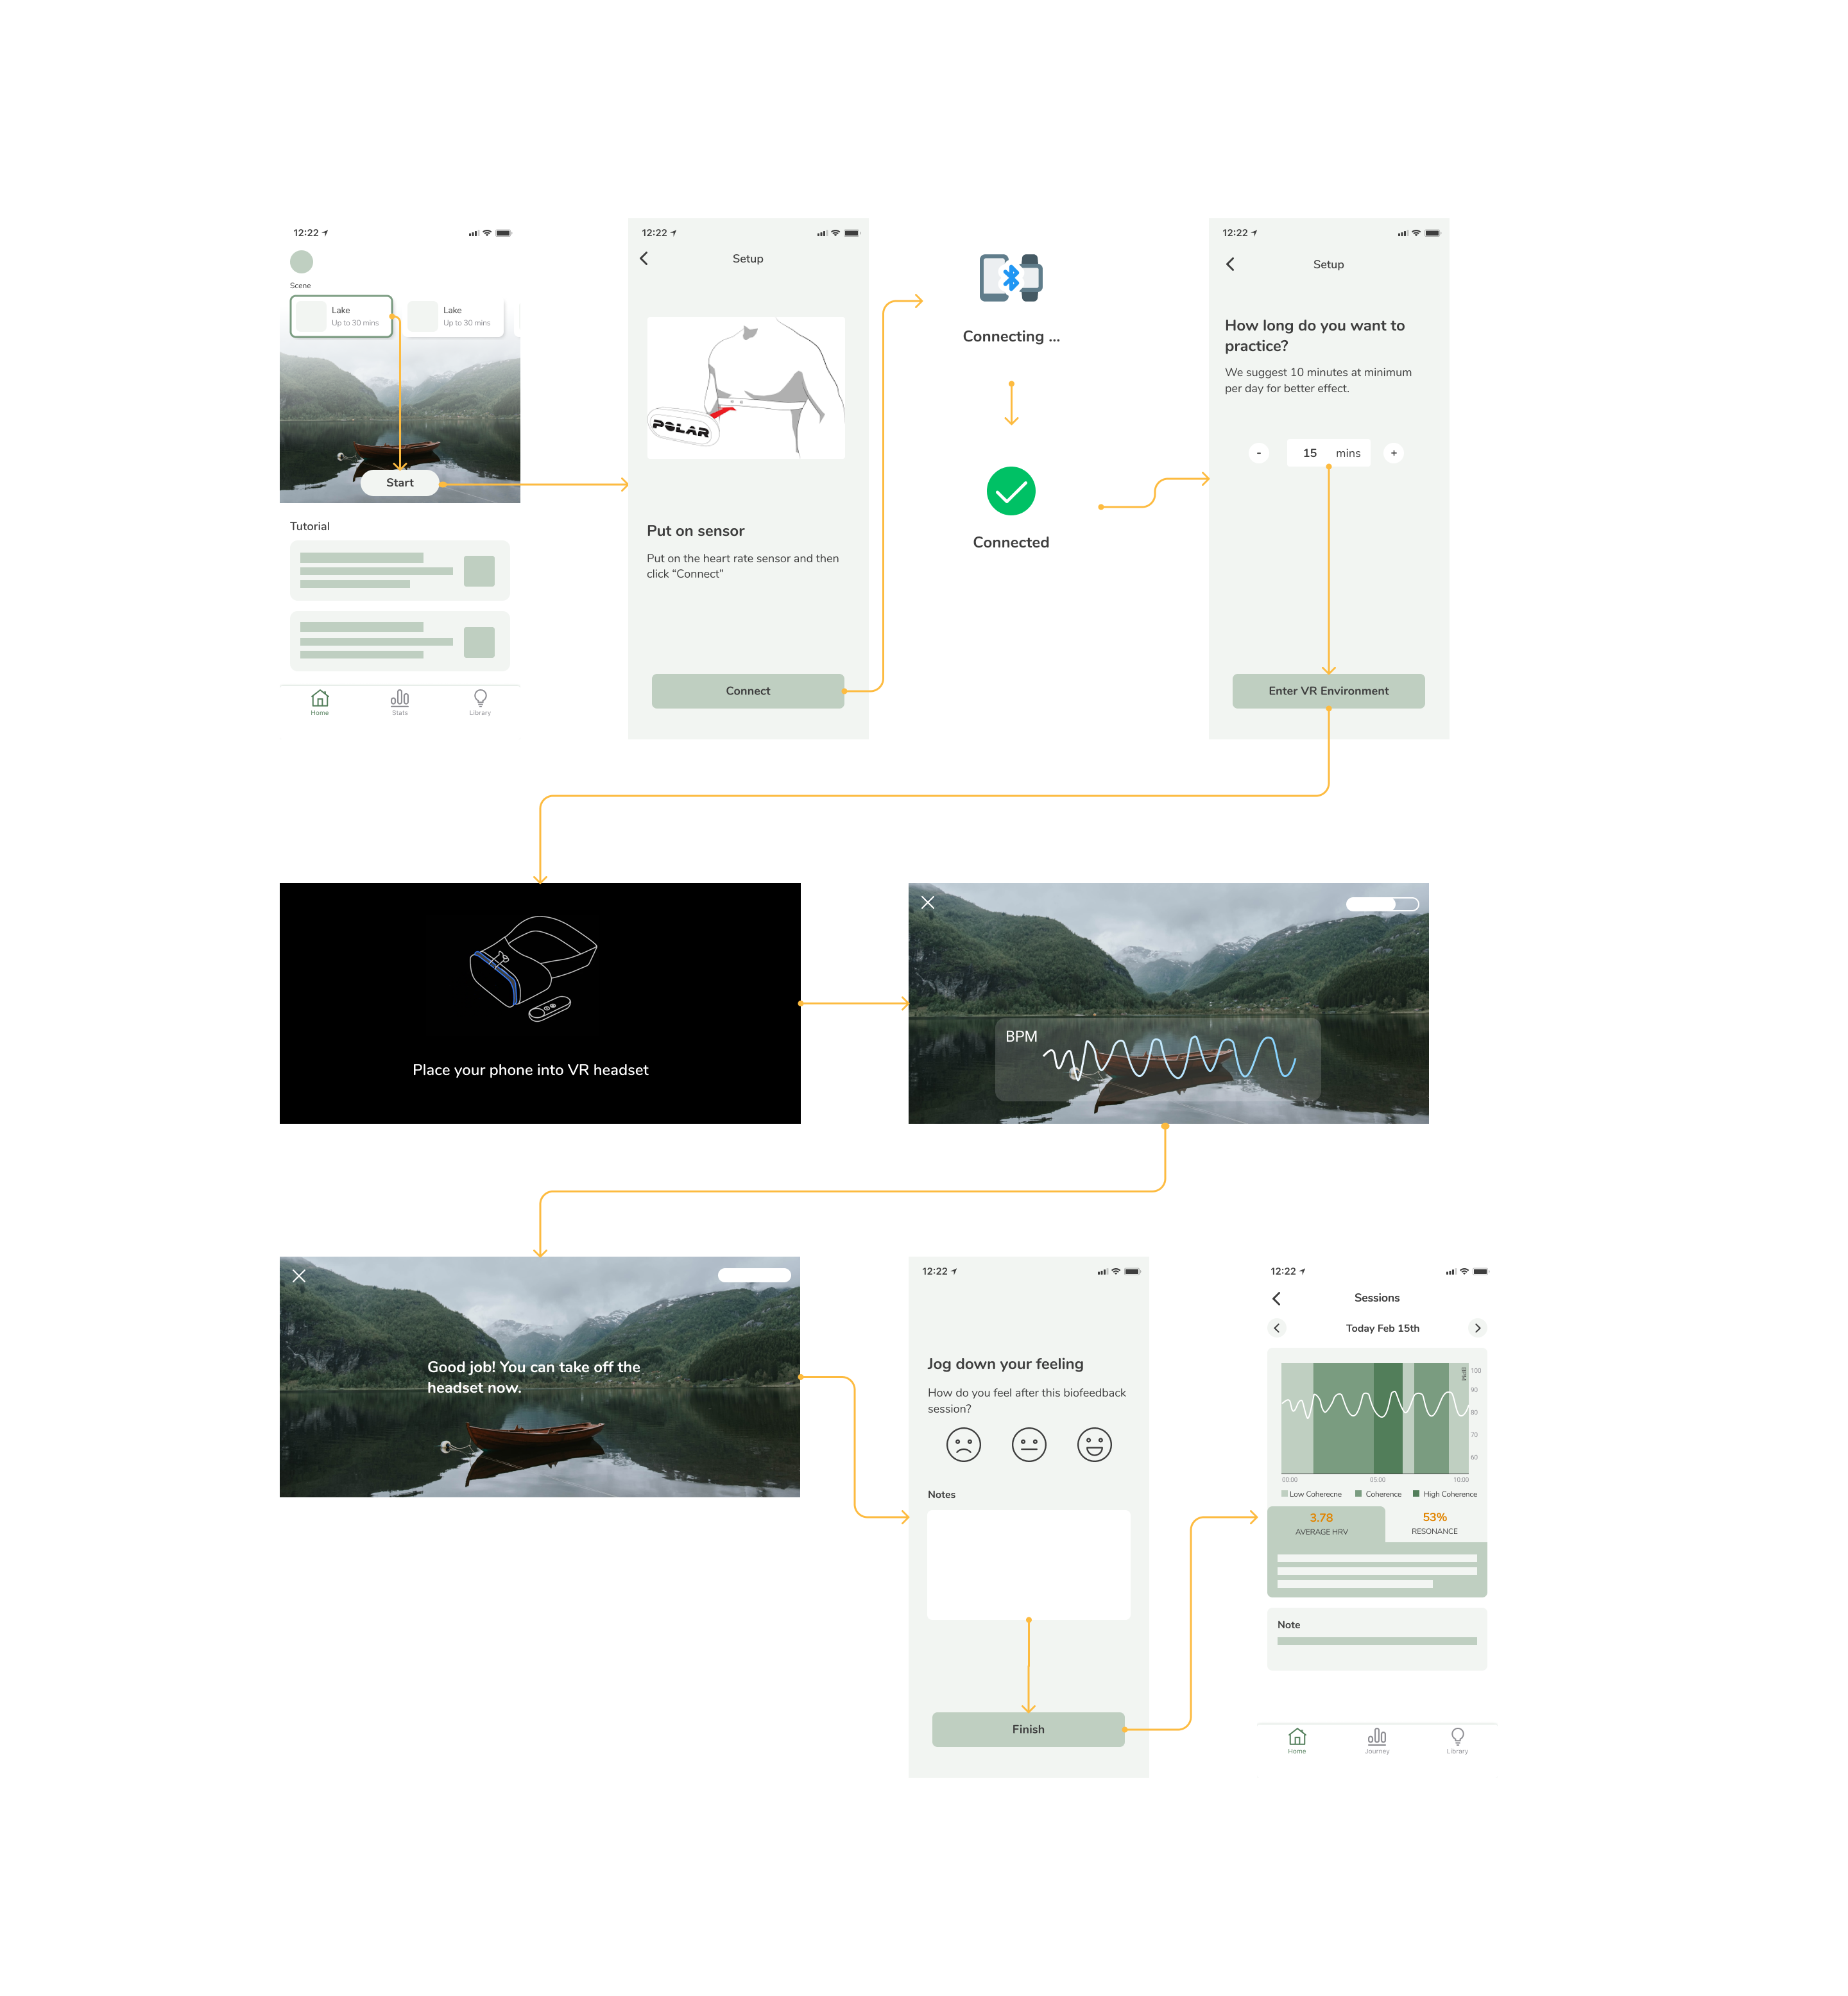 12:22
Scene
Lake
Up to 30 mins
Lake
Up to 30 mins
Start
Tutorial
Home
Stats
Library
12:22
Setup
POLAR
Put on sensor
Put on the heart rate sensor and then
click “Connect”
Connect
Connecting ...
Connected
12:22
Setup
How long do you want to
practice?
We suggest 10 minutes at minimum
per day for better effect.
- 15 mins +
Enter VR Environment
Place your phone into VR headset
BPM
Good job! You can take off the
headset now.
12:22
Jog down your feeling
How do you feel after this biofeedback
session?
Notes
Finish
12:22
Sessions
Today Feb 15th
BPM
100
90
80
70
60
00:00 05:00 10:00
Low Coherecne Coherence High Coherence
3.78
AVERAGE HRV
53%
RESONANCE
Note
Home
Journey
Library